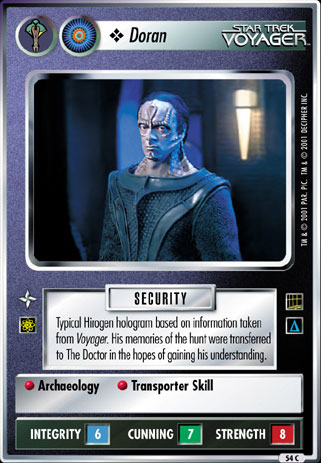 ❖ Doran
STAR TREK
VOYAGER™
TM & © 2001 PAR. PIC. TM & © 2001 DECIPHER INC.
SECURITY
Typical Hirogen hologram based on information taken
from Voyager. His memories of the hunt were transferred
to The Doctor in the hopes of gaining his understanding.
Archaeology Transporter Skill
INTEGRITY 6 CUNNING 7 STRENGTH 8
54 C